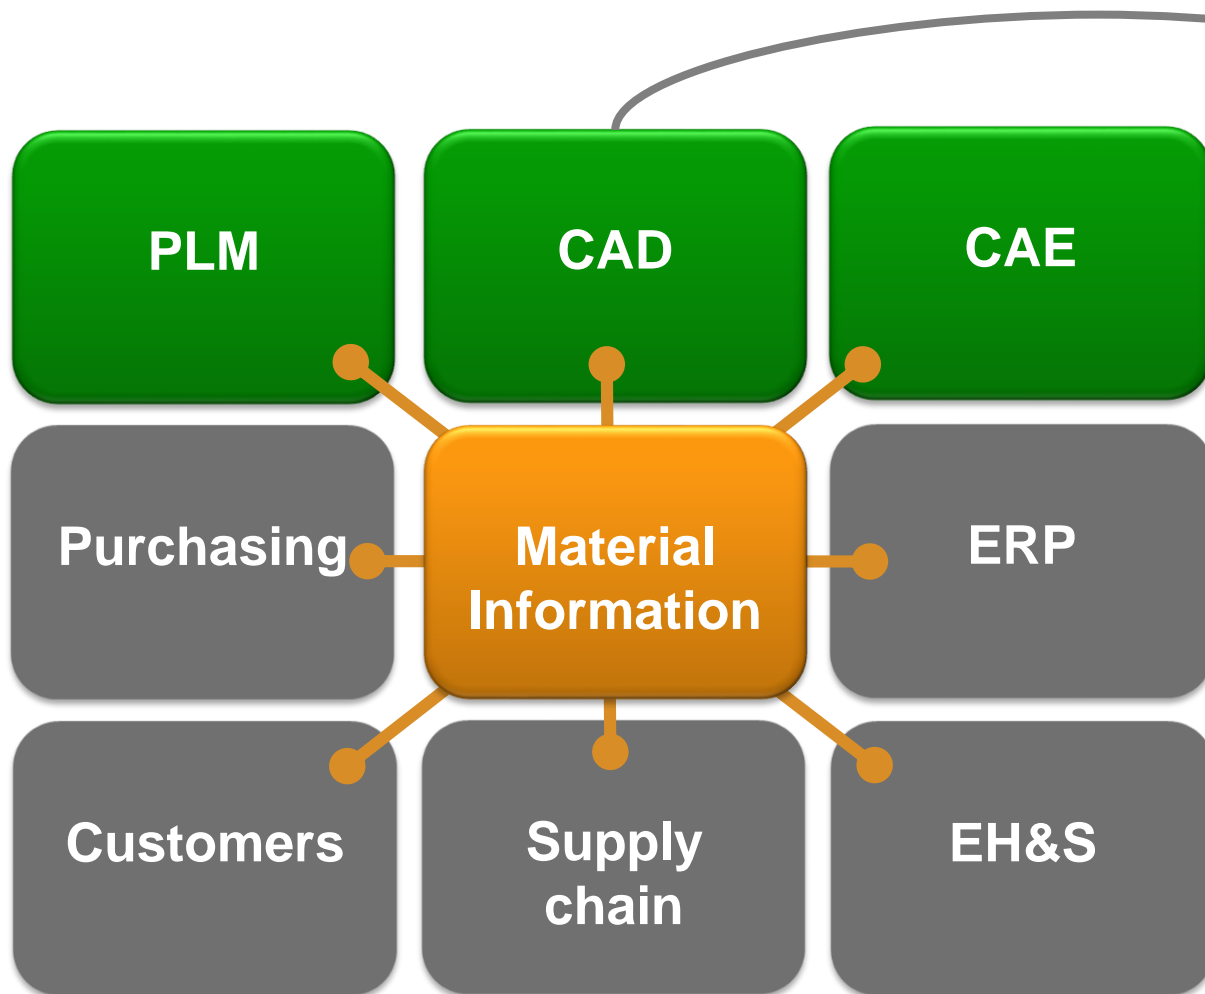 PLM
CAD
CAE
Purchasing
Material
Information
ERP
Customers
Supply
chain
EH&S